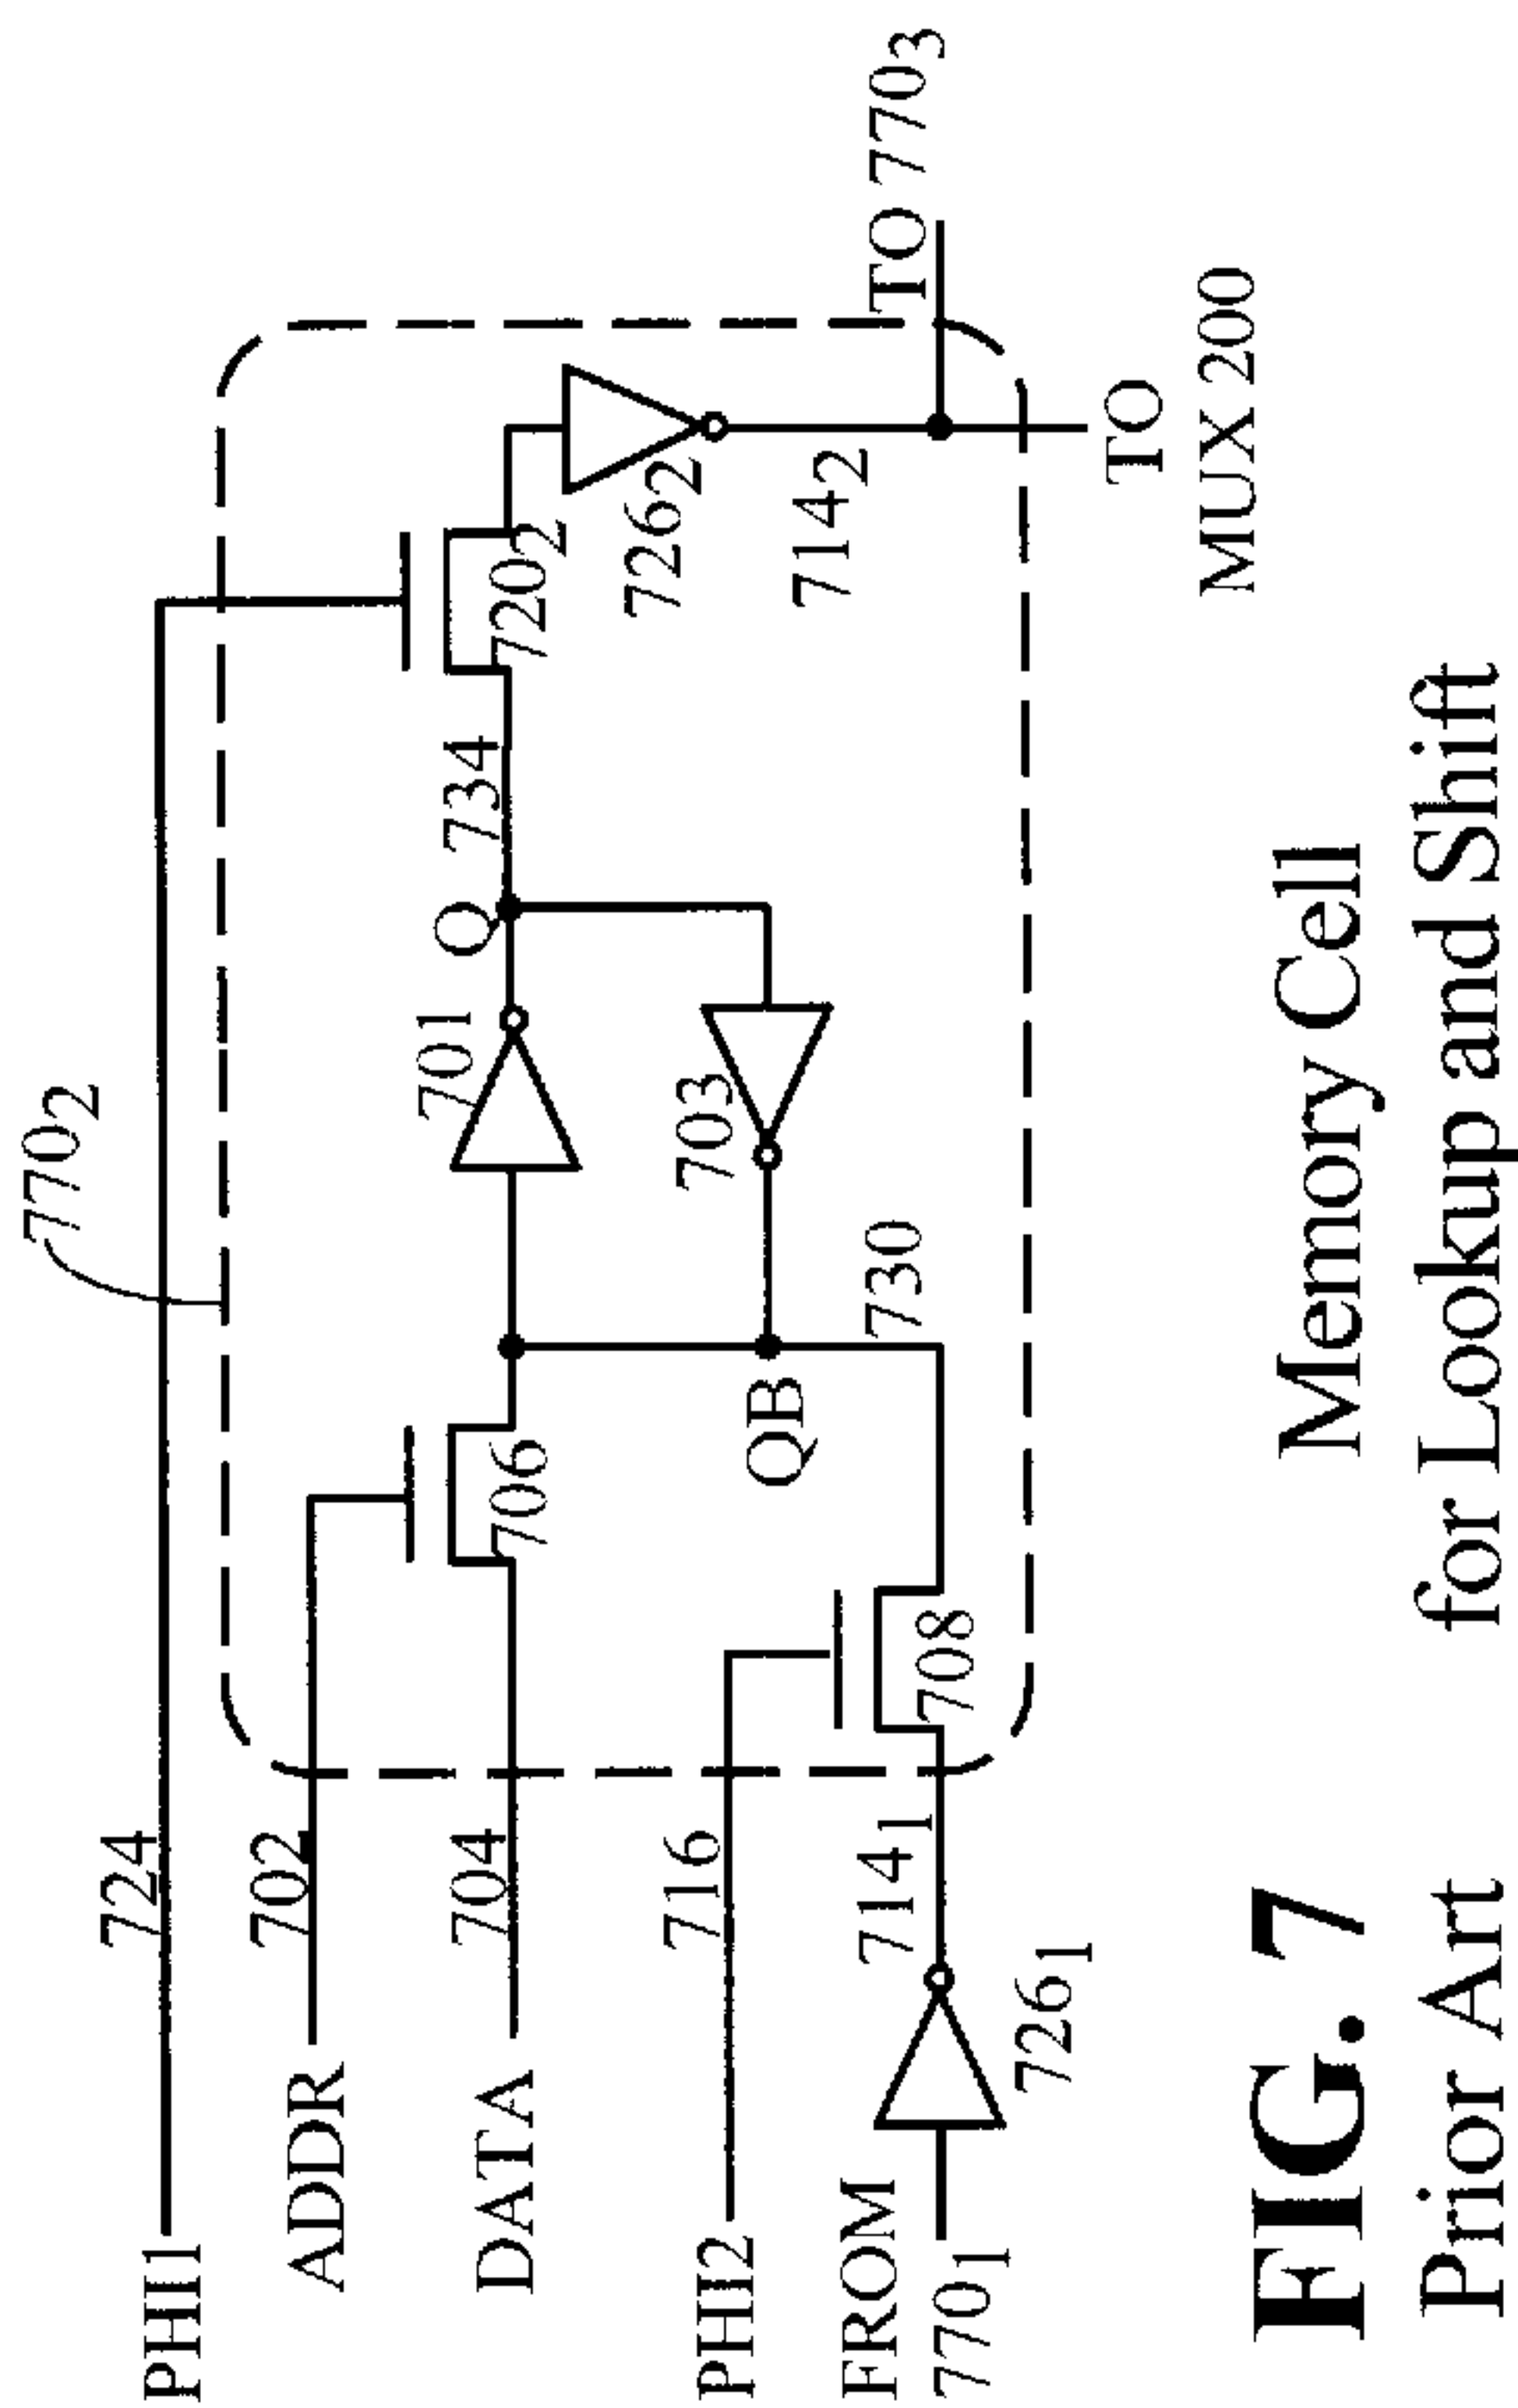 770₂
PHI1
724
ADDR
702
DATA
704
706
701
Q
734
720₂
726₂
703
QB
730
714₂
PHI2
716
708
FROM
770₁
726₁
714₁
TO 770₃
TO
MUX 200
FIG. 7
Prior Art
Memory Cell
for Lookup and Shift